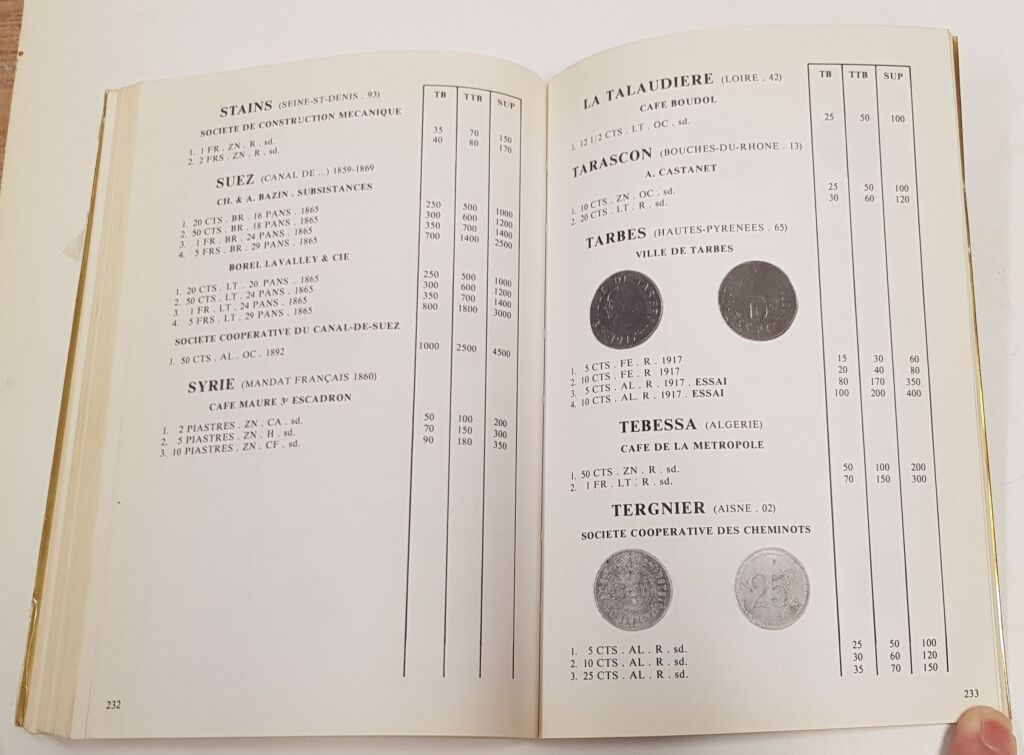 TB TTB SUP
STAINS (SEINE-ST-DENIS . 93)
SOCIETE DE CONSTRUCTION MECANIQUE
1. 1 FR . ZN . R . sd. 35 70 150
2. 2 FRS . ZN . R . sd. 40 80 170
SUEZ (CANAL DE ...) 1859-1869
CH. & A. BAZIN . SUBSISTANCES
1. 20 CTS . BR . 16 PANS . 1865 250 500 1000
2. 50 CTS . BR . 18 PANS . 1865 300 600 1200
3. 1 FR . BR . 24 PANS . 1865 350 700 1400
4. 5 FRS . BR . 29 PANS . 1865 700 1400 2500
BOREL LAVALLEY & CIE
1. 20 CTS . LT . 20 PANS . 1865 250 500 1000
2. 50 CTS . LT . 24 PANS . 1865 300 600 1200
3. 1 FR . LT . 24 PANS . 1865 350 700 1400
4. 5 FRS . LT . 29 PANS . 1865 800 1800 3000
SOCIETE COOPERATIVE DU CANAL-DE-SUEZ
1. 50 CTS . AL . OC . 1892 1000 2500 4500
SYRIE (MANDAT FRANÇAIS 1860)
CAFE MAURE 3e ESCADRON
1. 2 PIASTRES . ZN . CA . sd. 50 100 200
2. 5 PIASTRES . ZN . H . sd. 70 150 300
3. 10 PIASTRES . ZN . CF . sd. 90 180 350
232
TB TTB SUP
LA TALAUDIERE (LOIRE . 42)
CAFE BOUDOL
1. 12 1/2 CTS . LT . OC . sd. 25 50 100
TARASCON (BOUCHES-DU-RHONE . 13)
A. CASTANET
1. 10 CTS . ZN . OC . sd. 25 50 100
2. 20 CTS . LT . R . sd. 30 60 120
TARBES (HAUTES-PYRENEES . 65)
VILLE DE TARBES
VILLE DE TARBES
1917
10
1. 5 CTS . FE . R . 1917 15 30 60
2. 10 CTS . FE . R . 1917 20 40 80
3. 5 CTS . AL . R . 1917 . ESSAI 80 170 350
4. 10 CTS . AL. R . 1917 . ESSAI 100 200 400
TEBESSA (ALGERIE)
CAFE DE LA METROPOLE
1. 50 CTS . ZN . R . sd. 50 100 200
2. 1 FR . LT . R . sd. 70 150 300
TERGNIER (AISNE . 02)
SOCIETE COOPERATIVE DES CHEMINOTS
25
1. 5 CTS . AL . R . sd. 25 50 100
2. 10 CTS . AL . R . sd. 30 60 120
3. 25 CTS . AL . R . sd. 35 70 150
233